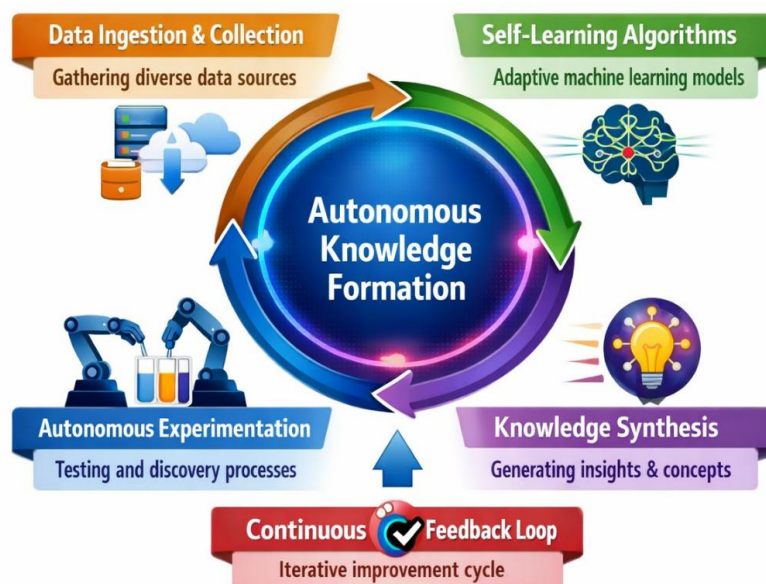 Data Ingestion & Collection
Gathering diverse data sources
Self-Learning Algorithms
Adaptive machine learning models
Autonomous
Knowledge
Formation
Autonomous Experimentation
Testing and discovery processes
Knowledge Synthesis
Generating insights & concepts
Continuous Feedback Loop
Iterative improvement cycle